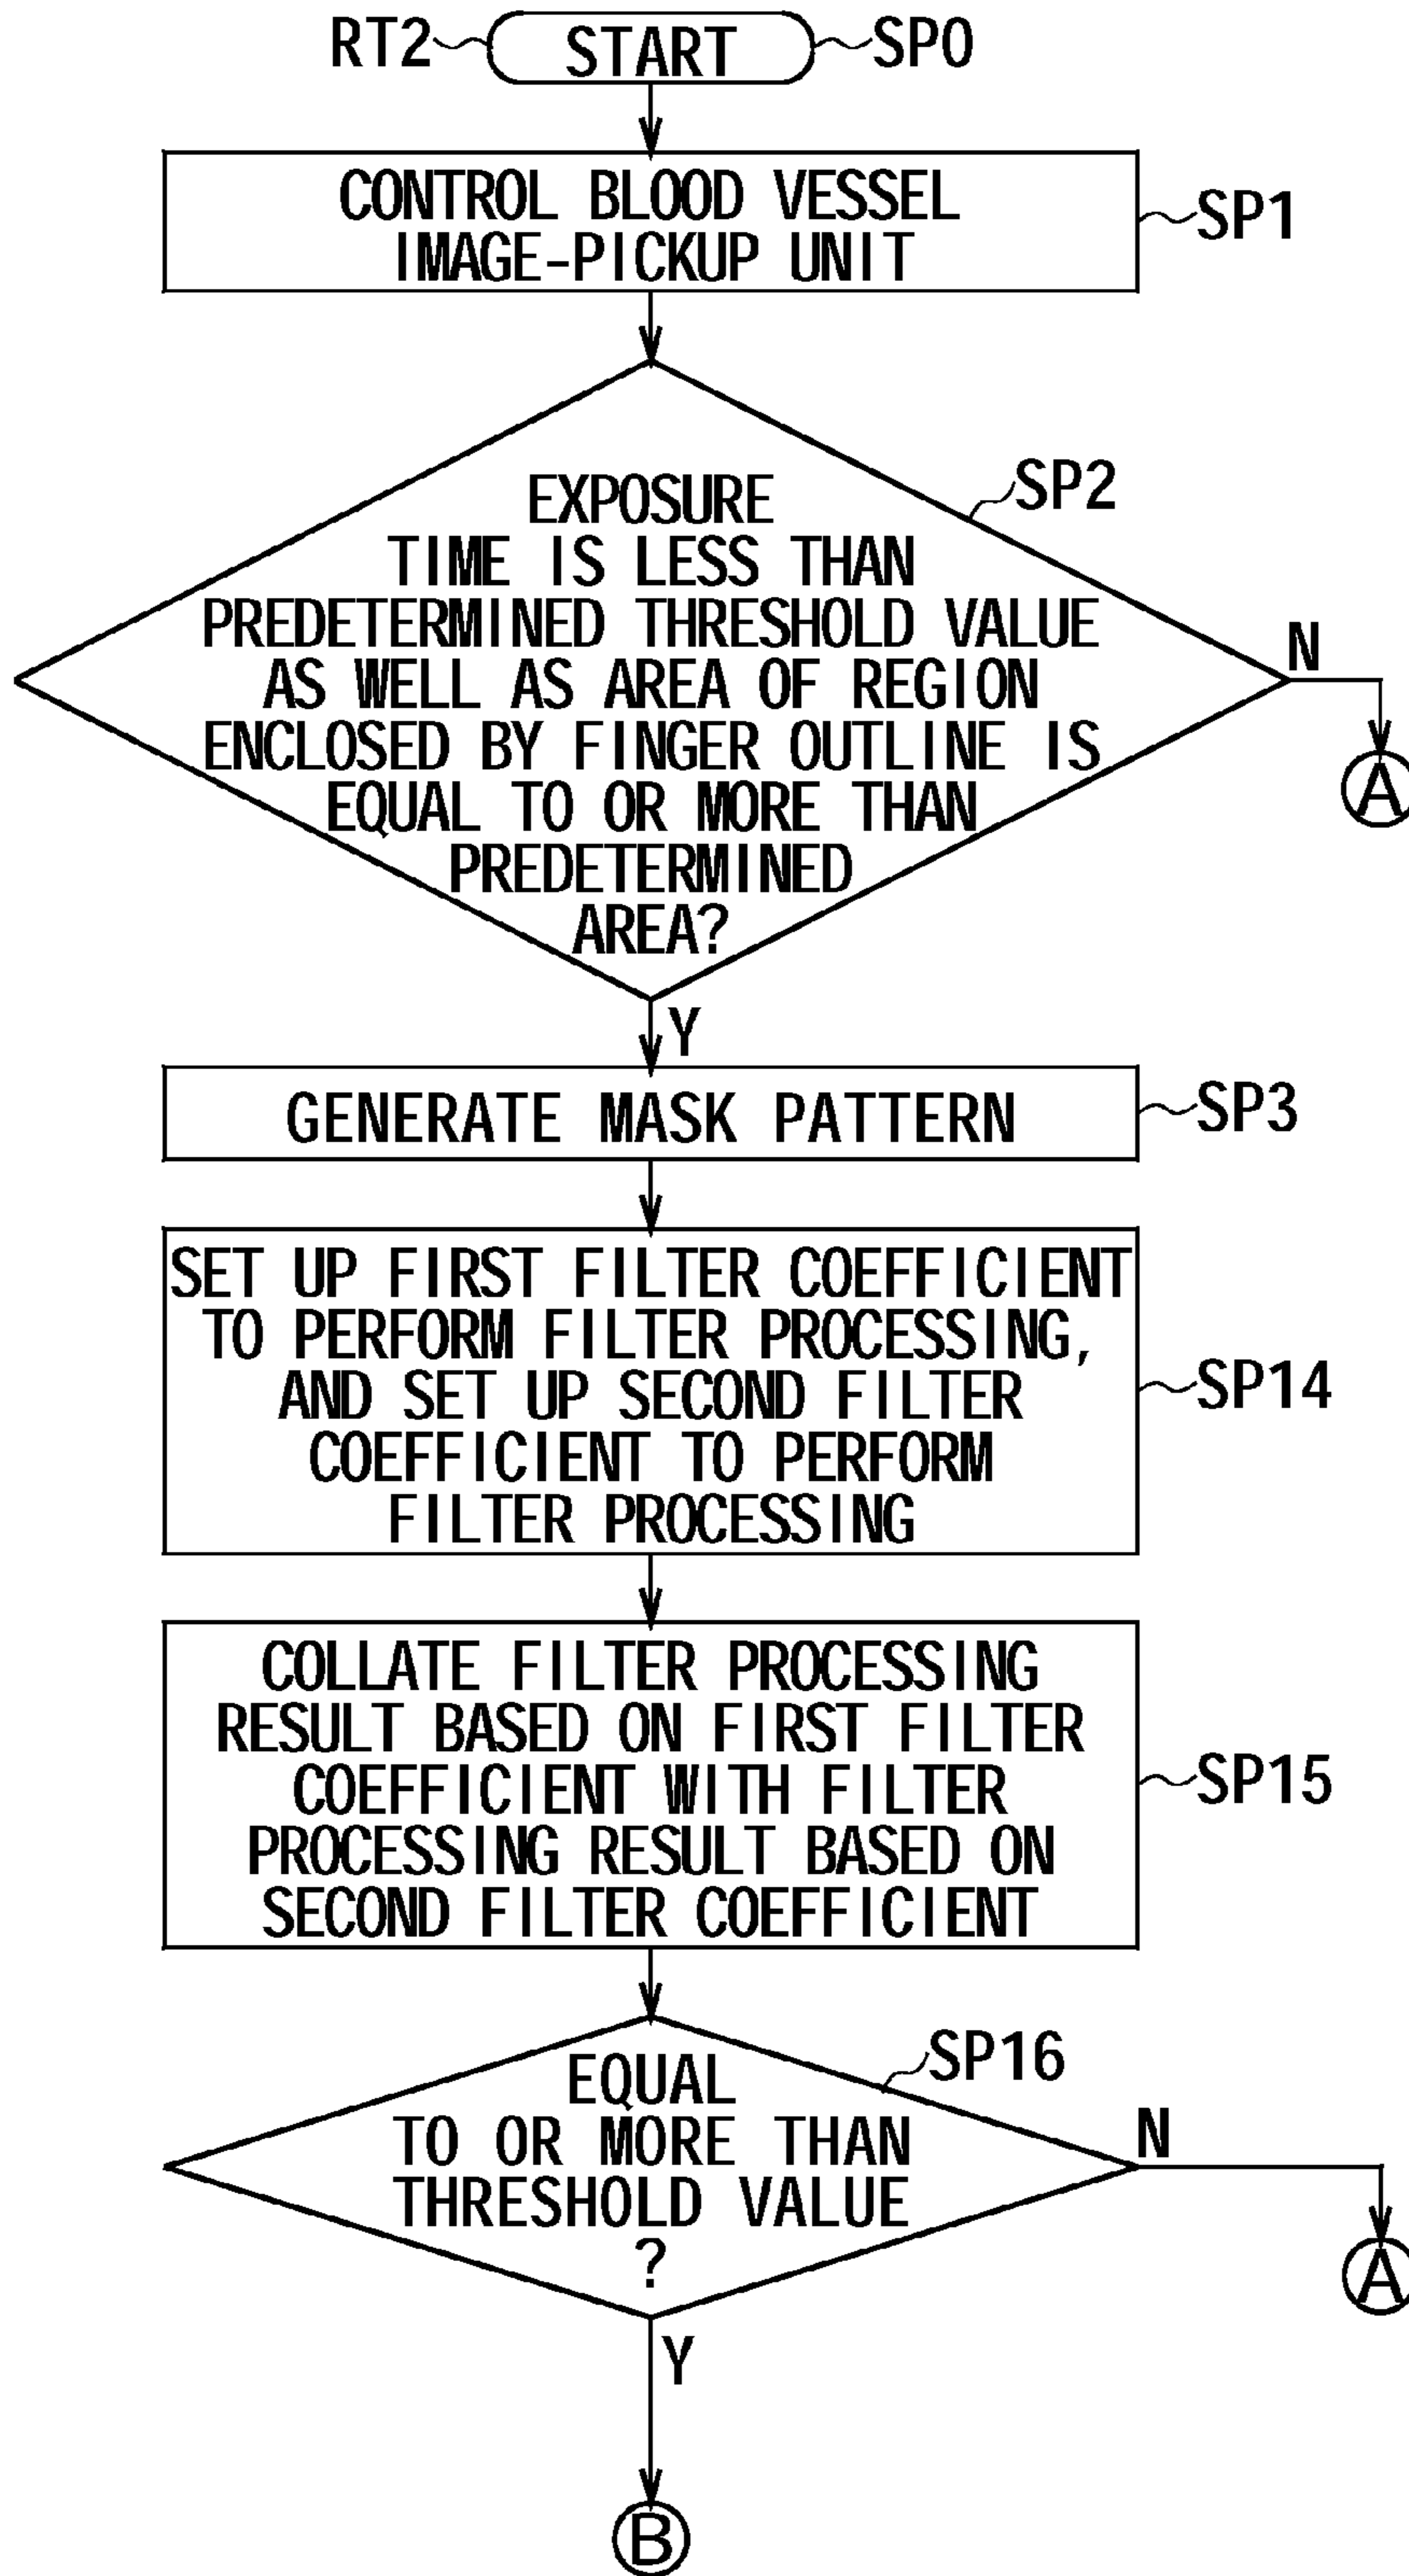 RT2 START SP0
CONTROL BLOOD VESSEL
IMAGE-PICKUP UNIT
SP1
SP2
EXPOSURE
TIME IS LESS THAN
PREDETERMINED THRESHOLD VALUE
AS WELL AS AREA OF REGION
ENCLOSED BY FINGER OUTLINE IS
EQUAL TO OR MORE THAN
PREDETERMINED
AREA?
N
A
Y
GENERATE MASK PATTERN
SP3
SET UP FIRST FILTER COEFFICIENT
TO PERFORM FILTER PROCESSING,
AND SET UP SECOND FILTER
COEFFICIENT TO PERFORM
FILTER PROCESSING
SP14
COLLATE FILTER PROCESSING
RESULT BASED ON FIRST FILTER
COEFFICIENT WITH FILTER
PROCESSING RESULT BASED ON
SECOND FILTER COEFFICIENT
SP15
SP16
EQUAL
TO OR MORE THAN
THRESHOLD VALUE
?
N
A
Y
B